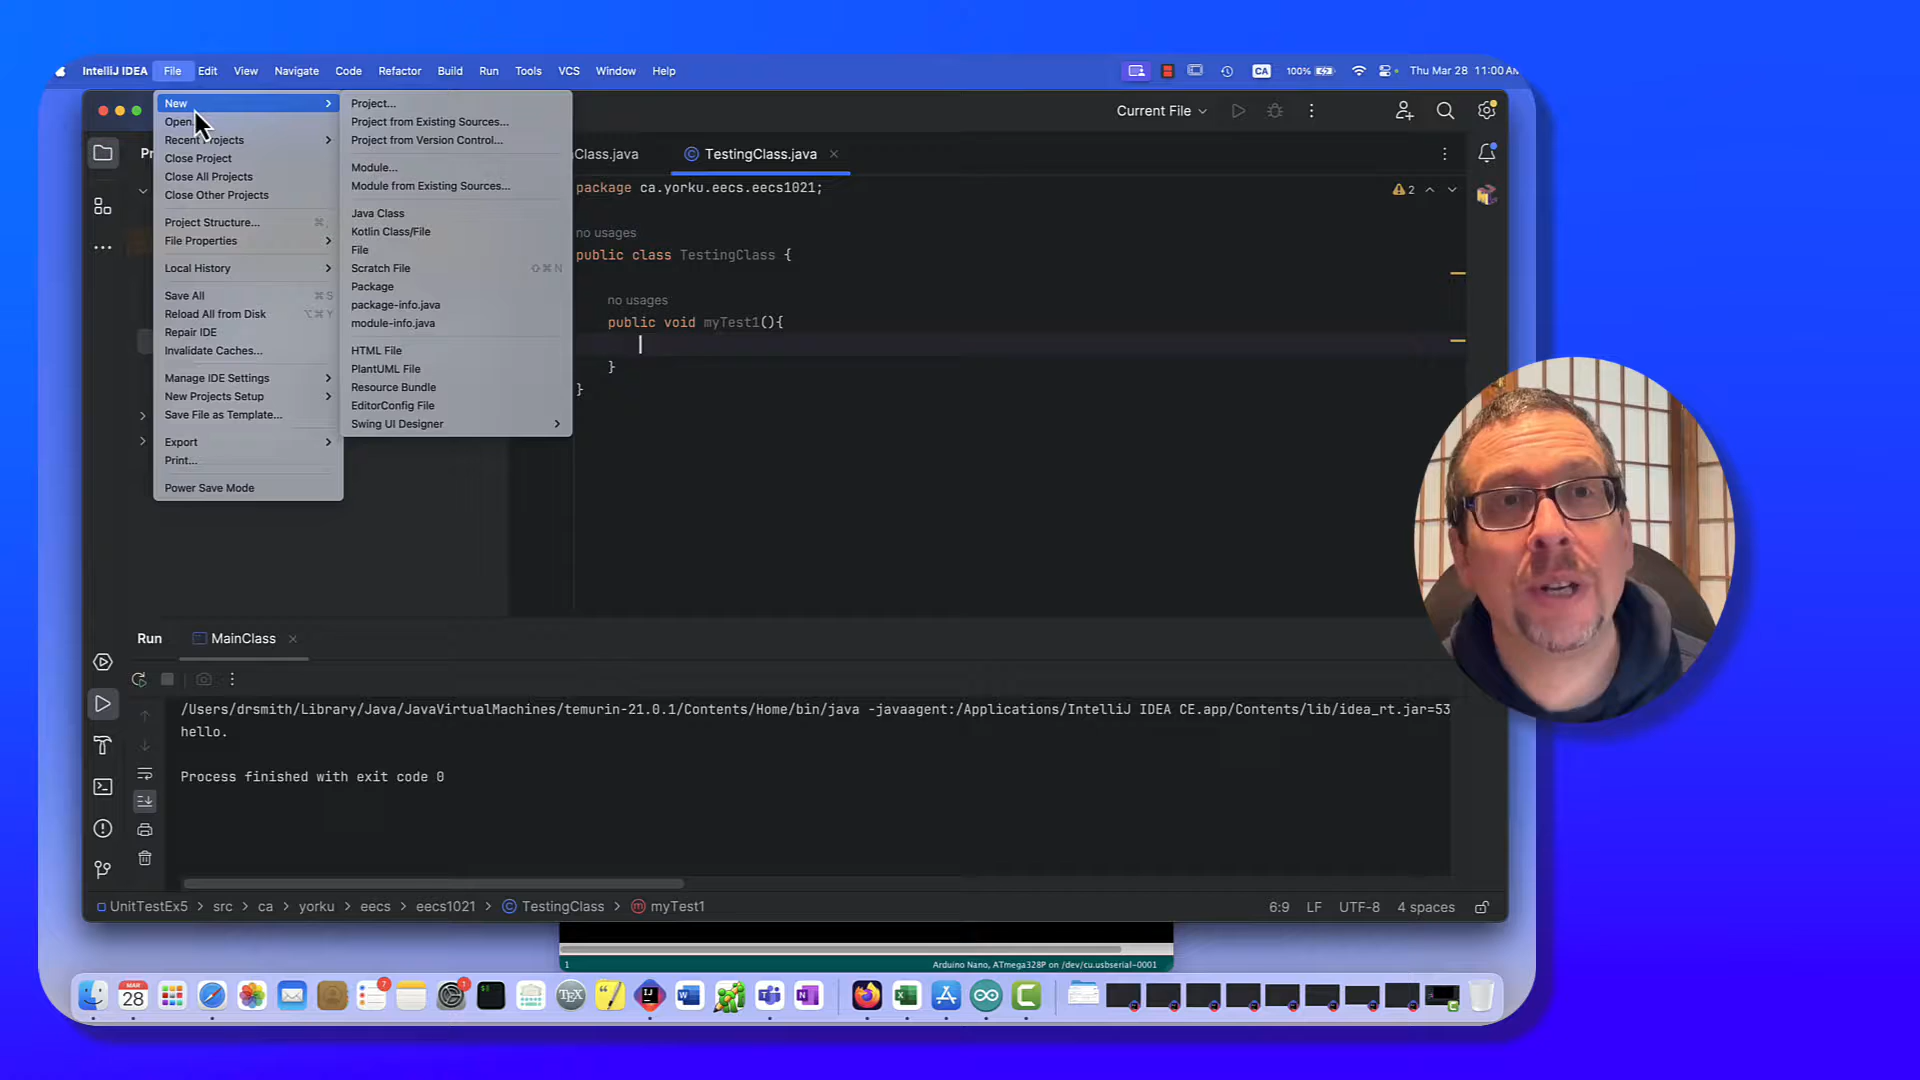 IntelliJ IDEA File Edit View Navigate Code Refactor Build Run Tools VCS Window Help CA 100% Thu Mar 28 11:00 AM
New
Open
Recent Projects
Close Project
Close All Projects
Close Other Projects
Project Structure... ⌘ ;
File Properties
Local History
Save All ⌘ S
Reload All from Disk ⌥⌘ Y
Repair IDE
Invalidate Caches...
Manage IDE Settings
New Projects Setup
Save File as Template...
Export
Print...
Power Save Mode
Project...
Project from Existing Sources...
Project from Version Control...
Module...
Module from Existing Sources...
Java Class
Kotlin Class/File
File
Scratch File ⇧⌘ N
Package
package-info.java
module-info.java
HTML File
PlantUML File
Resource Bundle
EditorConfig File
Swing UI Designer
Current File
Pr
Class.java TestingClass.java
package ca.yorku.eecs.eecs1021; 2
no usages
public class TestingClass {
no usages
public void myTest1(){
}
}
Run MainClass
/Users/drsmith/Library/Java/JavaVirtualMachines/temurin-21.0.1/Contents/Home/bin/java -javaagent:/Applications/IntelliJ IDEA CE.app/Contents/lib/idea_rt.jar=53
hello.
Process finished with exit code 0
UnitTestEx5 > src > ca > yorku > eecs > eecs1021 > TestingClass > myTest1 6:9 LF UTF-8 4 spaces
1 Arduino Nano, ATmega328P on /dev/cu.usbserial-0001
MAR
28
7
1
TEX